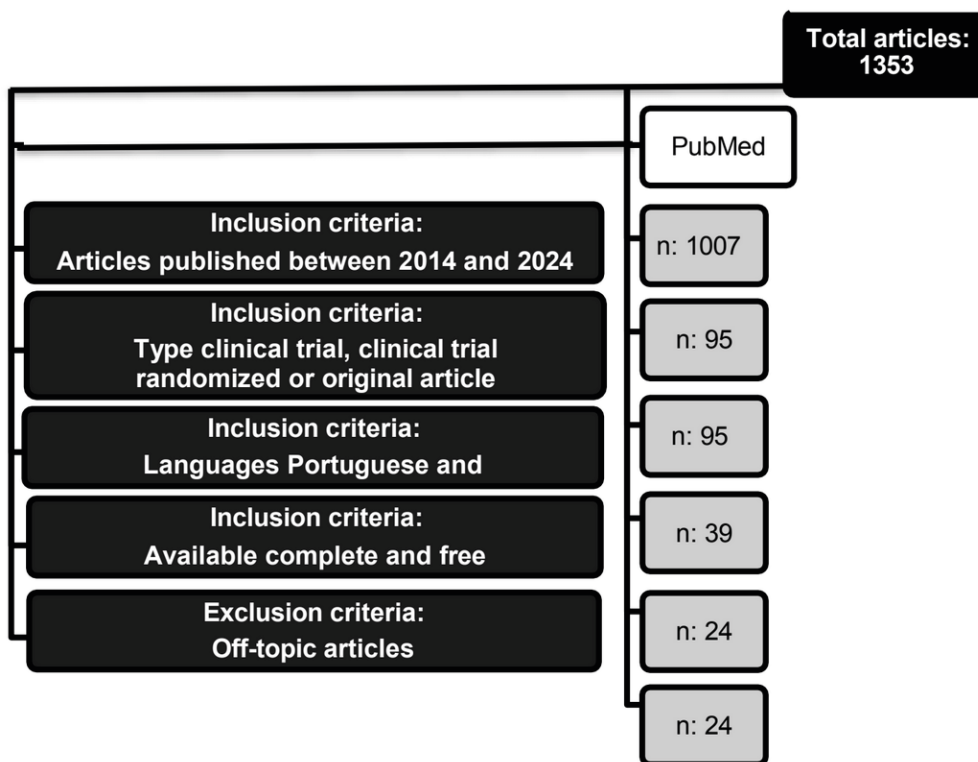 Total articles:
1353
PubMed
Inclusion criteria:
Articles published between 2014 and 2024
n: 1007
Inclusion criteria:
Type clinical trial, clinical trial
randomized or original article
n: 95
Inclusion criteria:
Languages Portuguese and
n: 95
Inclusion criteria:
Available complete and free
n: 39
Exclusion criteria:
Off-topic articles
n: 24
n: 24